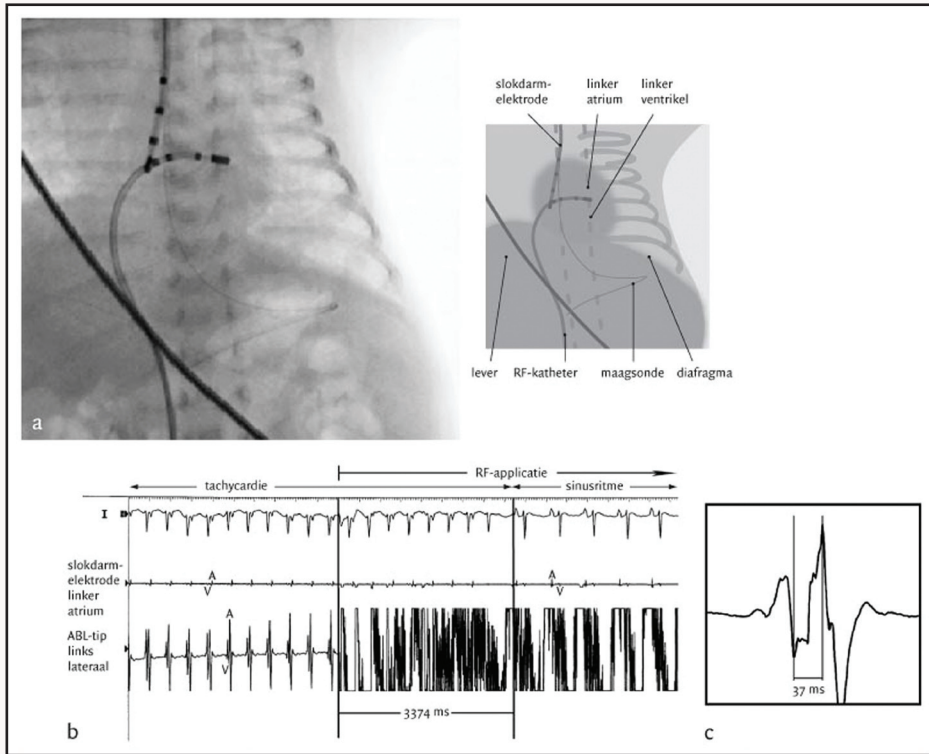 slokdarm-
elektrode
linker
atrium
linker
ventrikel
a
lever
RF-katheter
maagsonde
diafragma
RF-applicatie
tachycardie
sinusritme
I
slokdarm-
elektrode
linker
atrium
A
V
A
V
ABL-tip
links
lateraal
A
V
3374 ms
b
37 ms
c